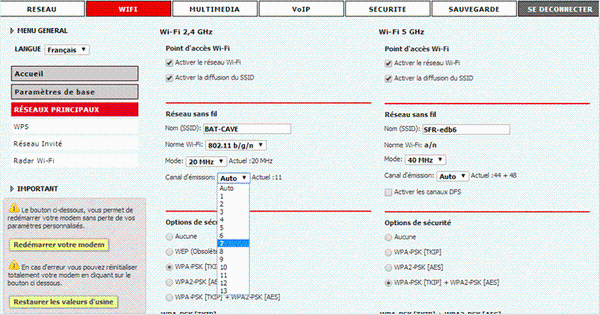 RESEAU WIFI MULTIMEDIA VoIP SECURITE SAUVEGARDE SE DECONNECTER
MENU GENERAL
LANGUE Français
Accueil
Paramètres de base
RÉSEAUX PRINCIPAUX
WPS
Réseau Invité
Radar Wi-Fi
IMPORTANT
Le bouton ci-dessous, vous permet de
redémarrer votre modem sans perte de vos
paramètres personnalisés.
Redémarrer votre modem
En cas d'erreur vous pouvez réinitialiser
totalement votre modem en cliquant sur le
bouton ci dessous.
Restaurer les valeurs d'usine
Wi-Fi 2,4 GHz
Point d'accès Wi-Fi
Activer le réseau Wi-Fi
Activer la diffusion du SSID
Réseau sans fil
Nom (SSID): BAT-CAVE
Norme Wi-Fi: 802.11 b/g/n
Mode: 20 MHz Actuel :20 MHz
Canal d'émission: Auto Actuel :11
Auto
1
2
3
4
5
6
7
8
9
10
11
12
13
Options de sécu
Aucune
WEP (Obsolèt
WPA-PSK [TKI
WPA2-PSK [A
WPA-PSK [TKIP] + WPA2-PSK [AES]
Wi-Fi 5 GHz
Point d'accès Wi-Fi
Activer le réseau Wi-Fi
Activer la diffusion du SSID
Réseau sans fil
Nom (SSID): SFR-edb6
Norme Wi-Fi: a/n
Mode: 40 MHz
Canal d'émission: Auto Actuel :44 + 48
Activer les canaux DFS
Options de sécurité
Aucune
WPA-PSK [TKIP]
WPA2-PSK [AES]
WPA-PSK [TKIP] + WPA2-PSK [AES]